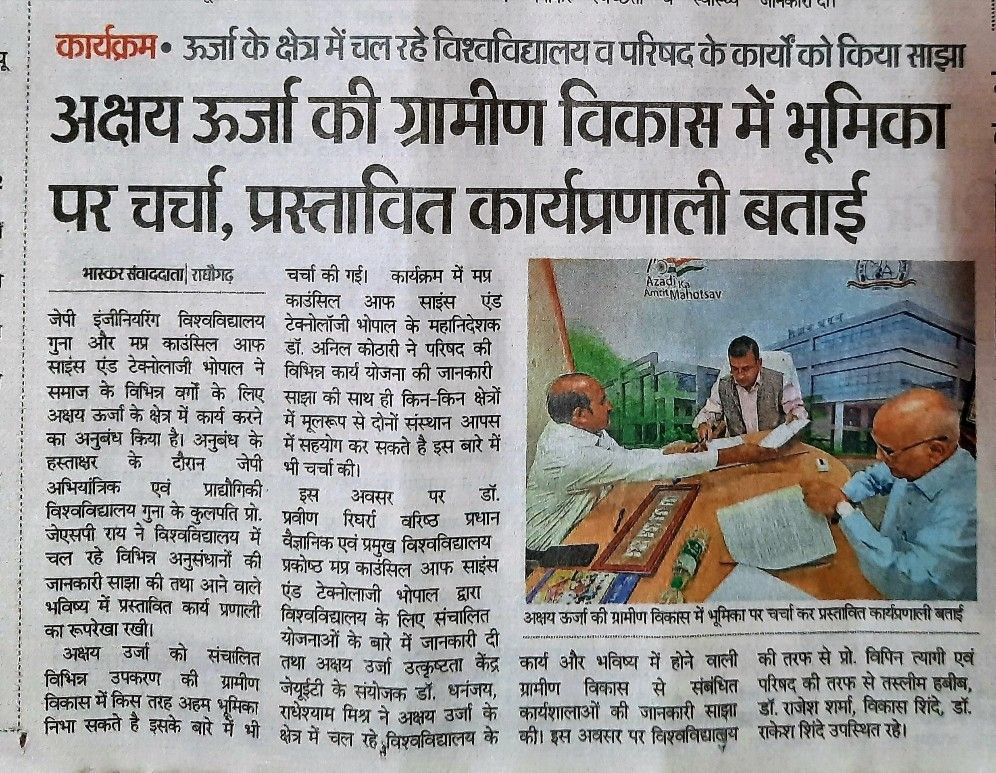 कार्यक्रम • ऊर्जा के क्षेत्र में चल रहे विश्वविद्यालय व परिषद के कार्यों को किया साझा
अक्षय ऊर्जा की ग्रामीण विकास में भूमिका
पर चर्चा, प्रस्तावित कार्यप्रणाली बताई
भास्कर संवाददाता | राघौगढ़
जेपी इंजीनियरिंग विश्वविद्यालय
गुना और मप्र काउंसिल आफ
साइंस एंड टेक्नोलॉजी भोपाल ने
समाज के विभिन्न वर्गों के लिए
अक्षय ऊर्जा के क्षेत्र में कार्य करने
का अनुबंध किया है। अनुबंध के
हस्ताक्षर के दौरान जेपी
अभियांत्रिक एवं प्राद्यौगिकी
विश्वविद्यालय गुना के कुलपति प्रो.
जेएसपी राय ने विश्वविद्यालय में
चल रहे विभिन्न अनुसंधानों की
जानकारी साझा की तथा आने वाले
भविष्य में प्रस्तावित कार्य प्रणाली
का रूपरेखा रखी।
अक्षय उर्जा को संचालित
विभिन्न उपकरण की ग्रामीण
विकास में किस तरह अहम भूमिका
निभा सकते है इसके बारे में भी
चर्चा की गई। कार्यक्रम में मप्र
काउंसिल आफ साइंस एंड
टेक्नोलॉजी भोपाल के महानिदेशक
डॉ. अनिल कोठारी ने परिषद की
विभिन्न कार्य योजना की जानकारी
साझा की साथ ही किन-किन क्षेत्रों
में मूलरूप से दोनों संस्थान आपस
में सहयोग कर सकते है इस बारे में
भी चर्चा की।
इस अवसर पर डॉ.
प्रवीण रिघर्रा वरिष्ठ प्रधान
वैज्ञानिक एवं प्रमुख विश्वविद्यालय
प्रकोष्ठ मप्र काउंसिल आफ साइंस
एंड टेक्नोलॉजी भोपाल द्वारा
विश्वविद्यालय के लिए संचालित
योजनाओं के बारे में जानकारी दी
तथा अक्षय उर्जा उत्कृष्टता केंद्र
जेयूईटी के संयोजक डॉ. धनंजय,
राधेश्याम मिश्र ने अक्षय उर्जा के
क्षेत्र में चल रहे विश्वविद्यालय के
Azadi Ka
Amrit Mahotsav
अक्षय ऊर्जा की ग्रामीण विकास में भूमिका पर चर्चा कर प्रस्तावित कार्यप्रणाली बताई
कार्य और भविष्य में होने वाली
ग्रामीण विकास से संबंधित
कार्यशालाओं की जानकारी साझा
की। इस अवसर पर विश्वविद्यालय
की तरफ से प्रो. विपिन त्यागी एवं
परिषद की तरफ से तस्लीम हबीब,
डॉ. राजेश शर्मा, विकास शिंदे, डॉ.
राकेश शिंदे उपस्थित रहे।